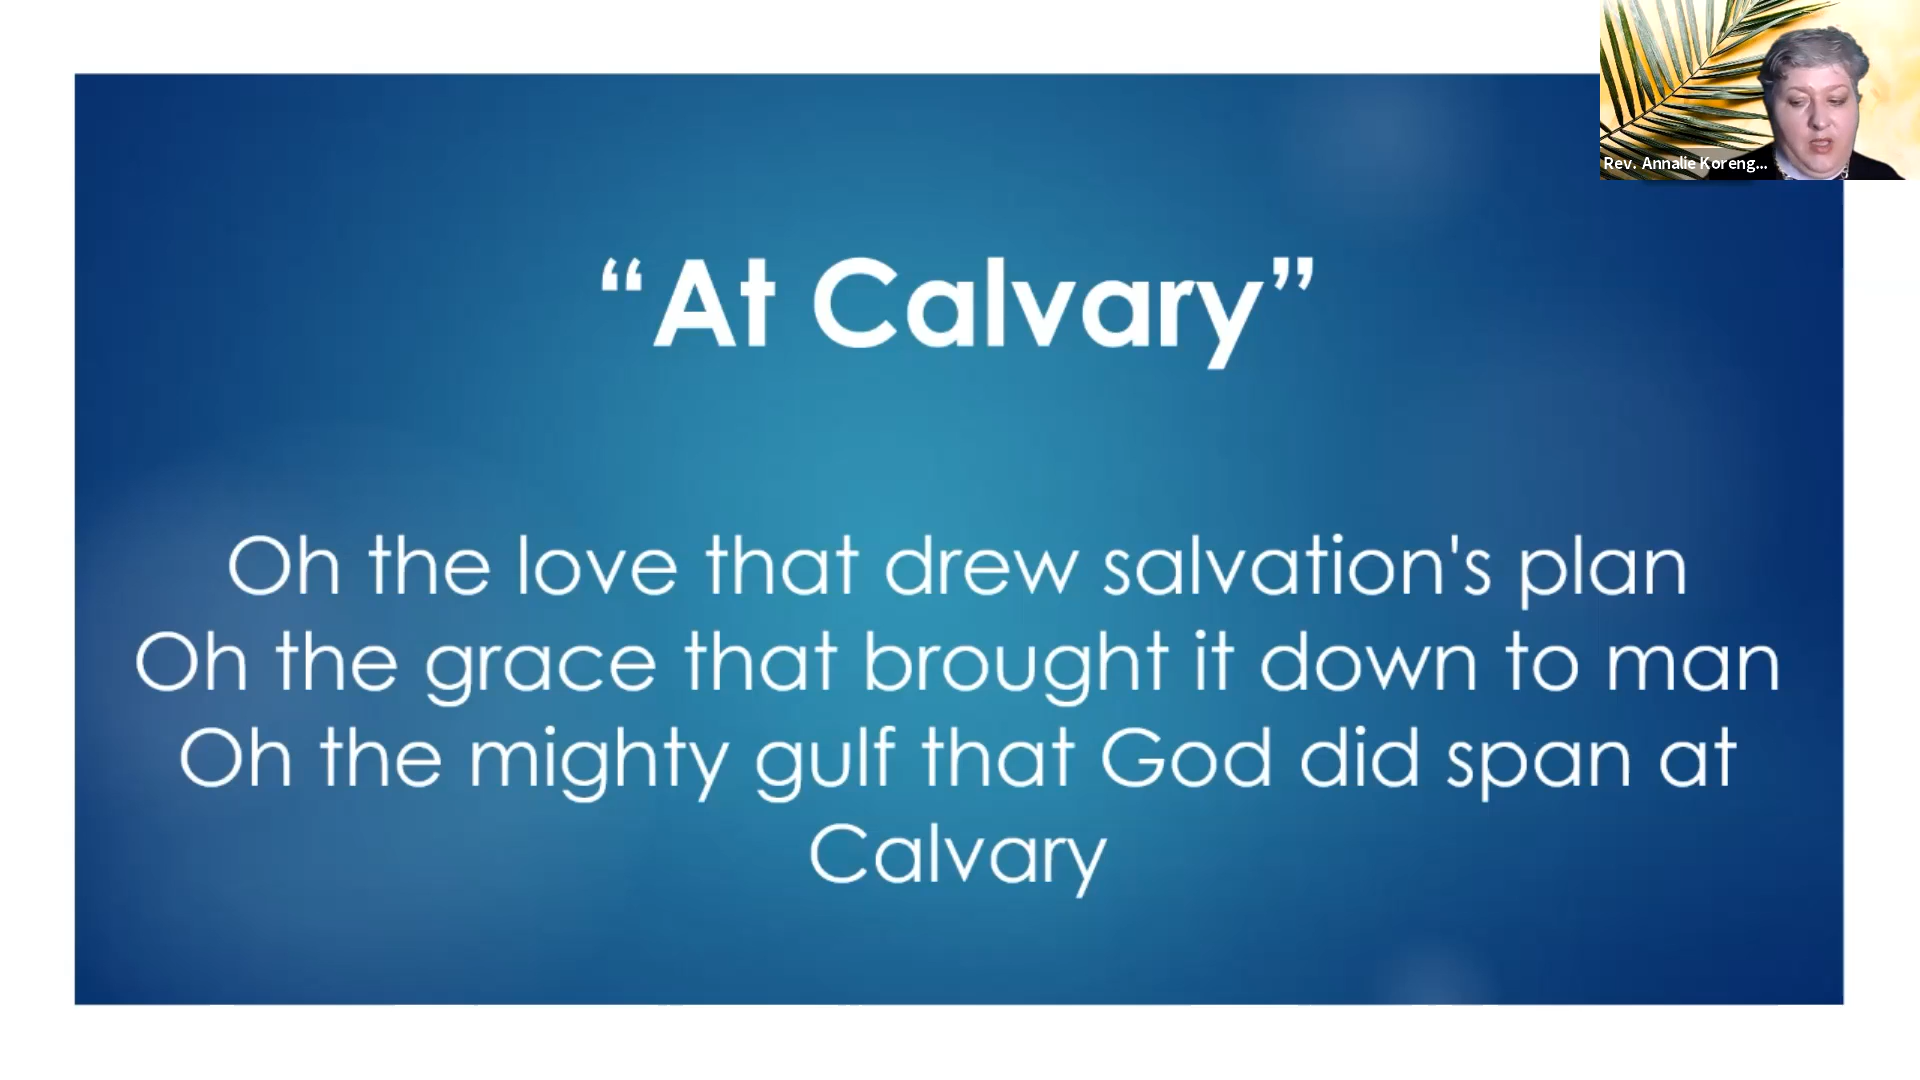 Rev. Annalie Koreng...
“At Calvary”
Oh the love that drew salvation's plan
Oh the grace that brought it down to man
Oh the mighty gulf that God did span at
Calvary